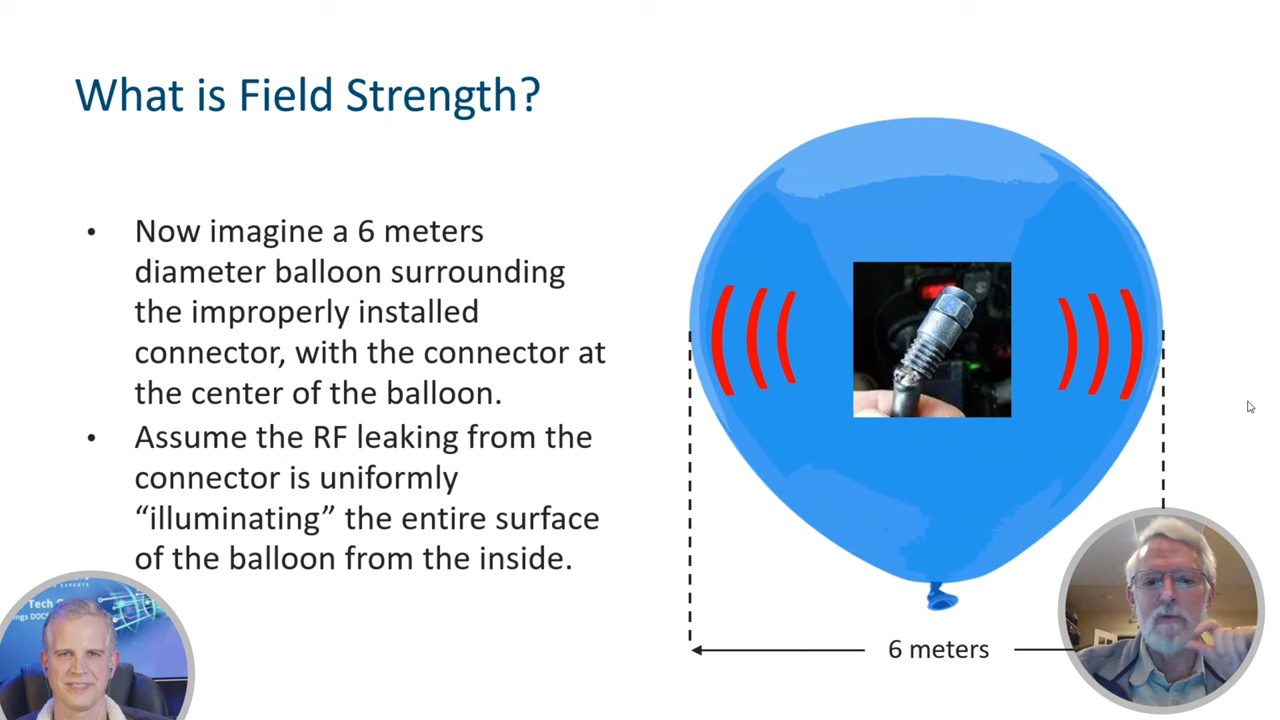 What is Field Strength?
• Now imagine a 6 meters
diameter balloon surrounding
the improperly installed
connector, with the connector at
the center of the balloon.
• Assume the RF leaking from the
connector is uniformly
“illuminating” the entire surface
of the balloon from the inside.
6 meters
EXPERTS
Tech